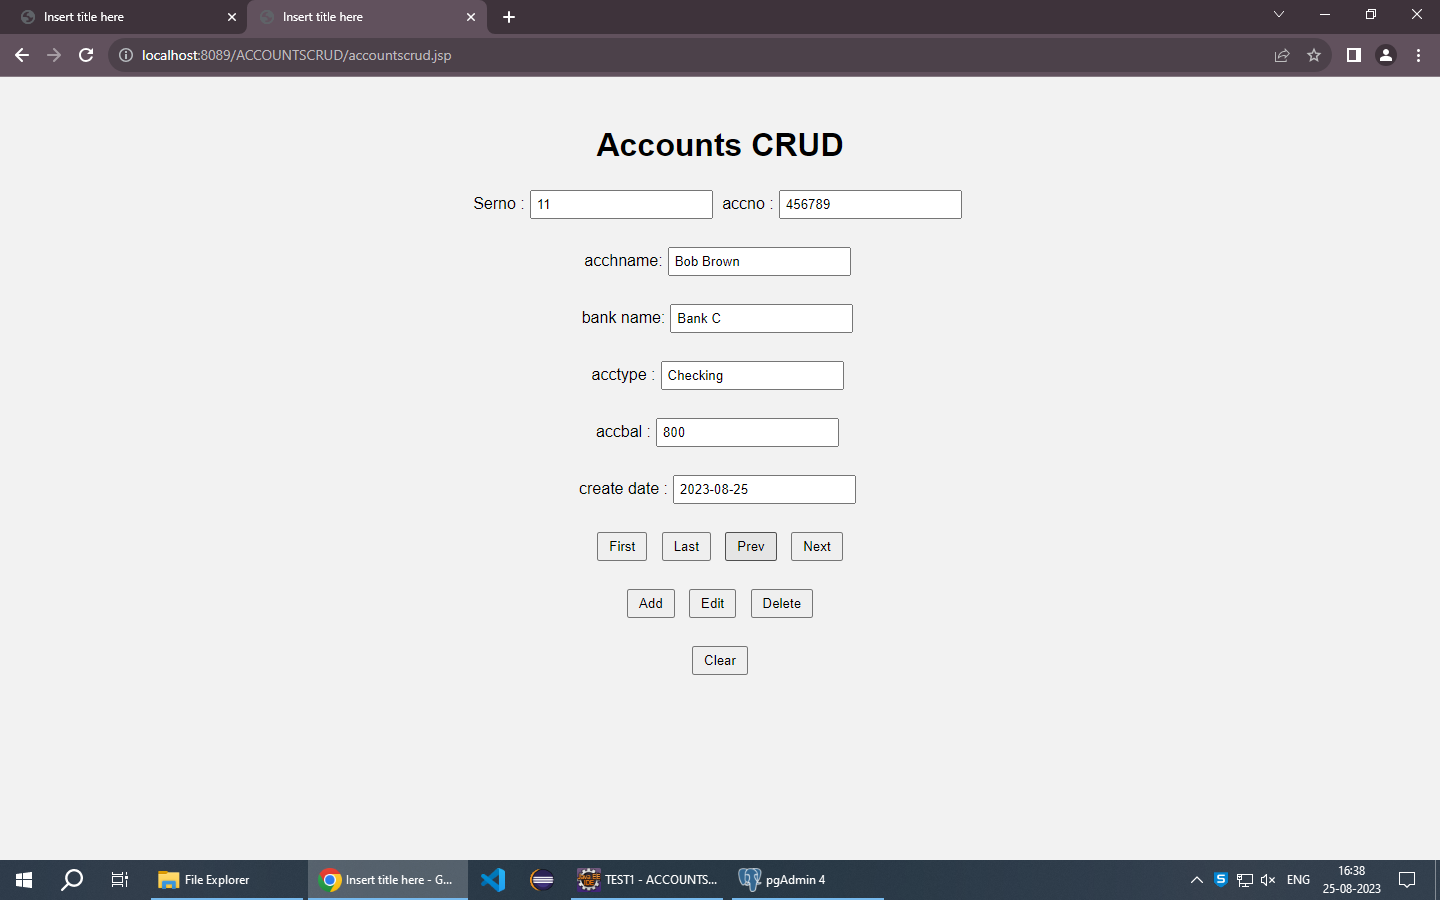 Insert title here
Insert title here
localhost:8089/ACCOUNTSCRUD/accountscrud.jsp
Accounts CRUD
Serno : 11 accno : 456789
acchname: Bob Brown
bank name: Bank C
acctype : Checking
accbal : 800
create date : 2023-08-25
First Last Prev Next
Add Edit Delete
Clear
File Explorer
Insert title here - G...
TEST1 - ACCOUNTS...
pgAdmin 4
ENG
16:38
25-08-2023